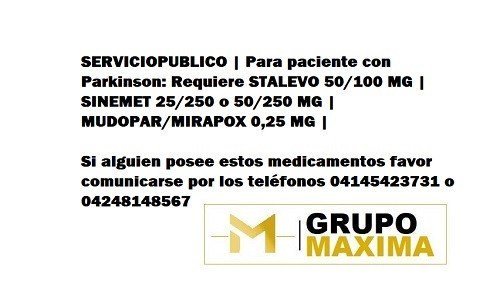 SERVICIOPUBLICO | Para paciente con
Parkinson: Requiere STALEVO 50/100 MG |
SINEMET 25/250 o 50/250 MG |
MUDOPAR/MIRAPOX 0,25 MG |
Si alguien posee estos medicamentos favor
comunicarse por los teléfonos 04145423731 o
04248148567
M | GRUPO
MAXIMA